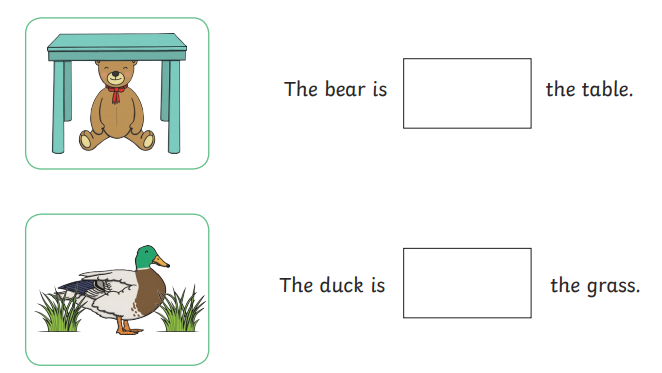 The bear is the table.
The duck is the grass.